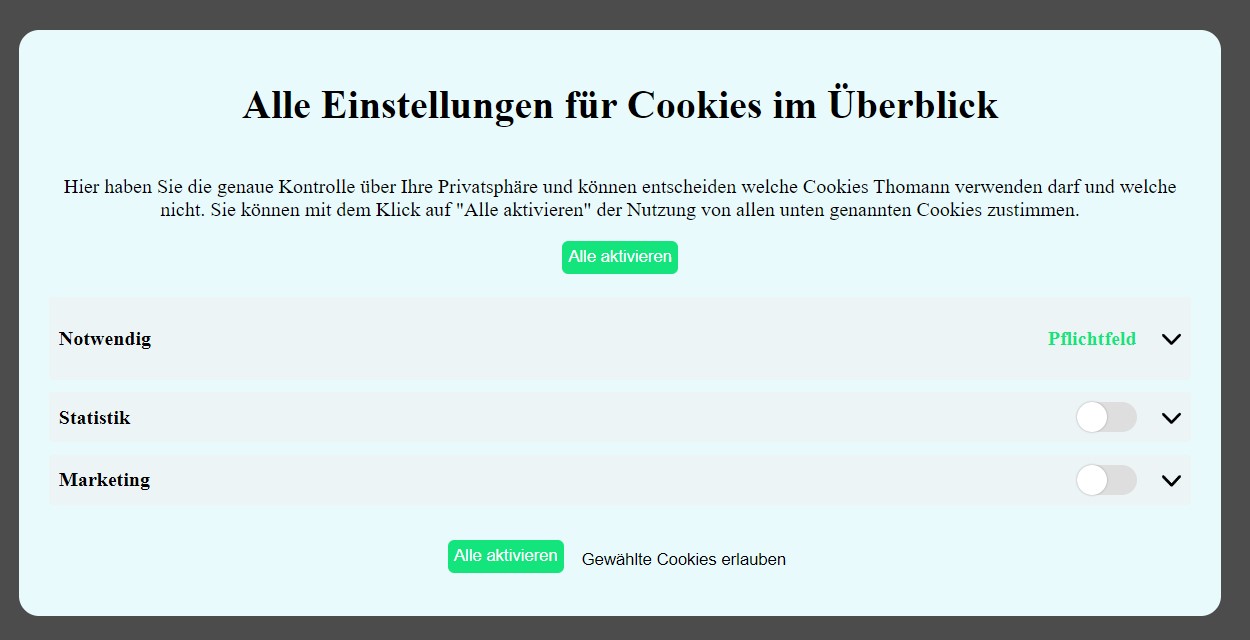 Alle Einstellungen für Cookies im Überblick
Hier haben Sie die genaue Kontrolle über Ihre Privatsphäre und können entscheiden welche Cookies Thomann verwenden darf und welche
nicht. Sie können mit dem Klick auf "Alle aktivieren" der Nutzung von allen unten genannten Cookies zustimmen.
Alle aktivieren
Notwendig Pflichtfeld
Statistik
Marketing
Alle aktivieren Gewählte Cookies erlauben